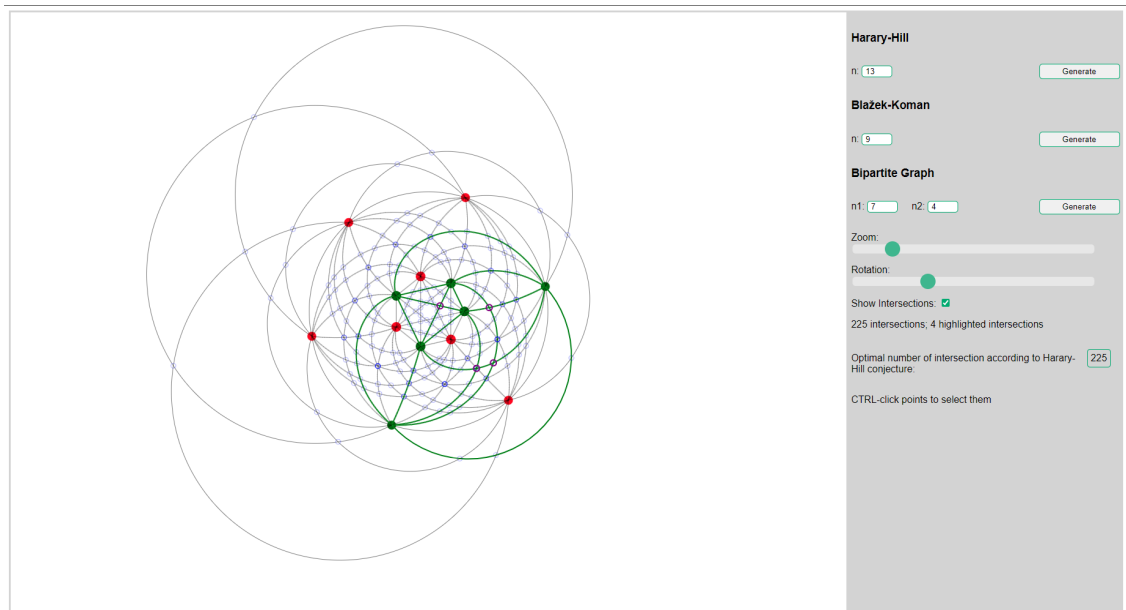 Harary-Hill
n: 13 Generate
Blažek-Koman
n: 9 Generate
Bipartite Graph
n1: 7 n2: 4 Generate
Zoom:
Rotation:
Show Intersections:
225 intersections; 4 highlighted intersections
Optimal number of intersection according to Harary-
Hill conjecture:
225
CTRL-click points to select them